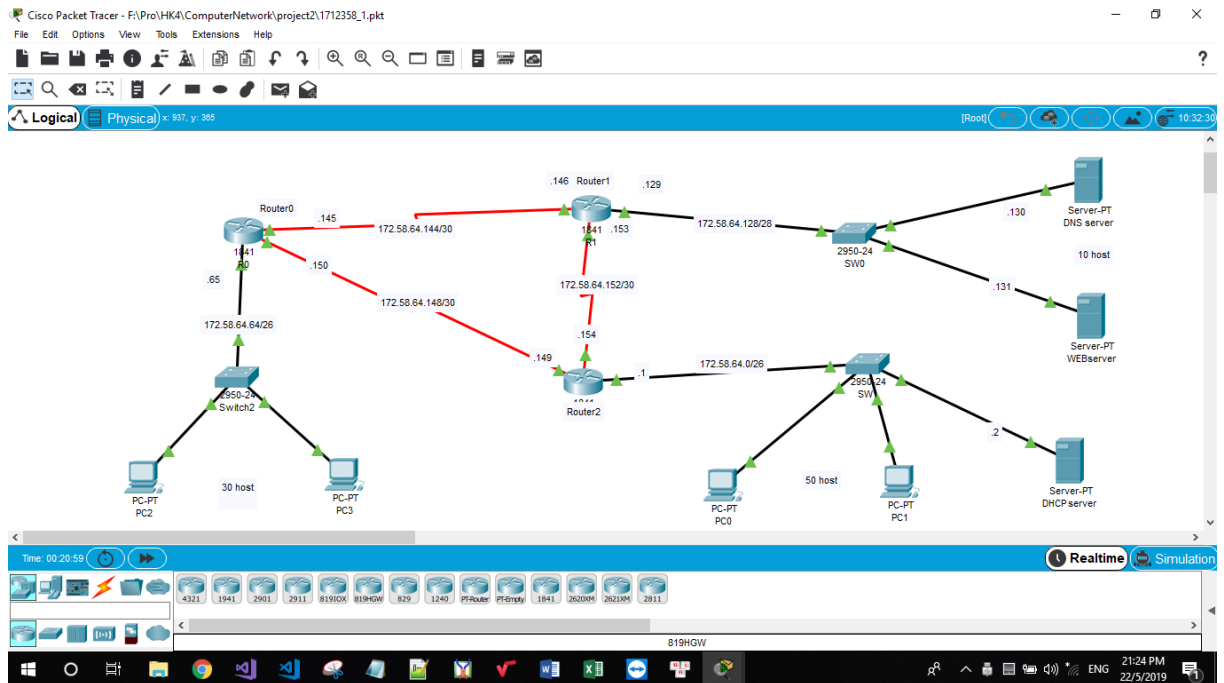 Cisco Packet Tracer - F:\Pro\HK4\ComputerNetwork\project2\1712358_1.pkt
File Edit Options View Tools Extensions Help
?
Logical Physical x: 937, y: 365 [Root] 10:32:30
.146 Router1 .129
Router0
.145
172.58.64.144/30
1841
R0
1841
R1
.153
172.58.64.128/28
2950-24
SW0
.130
Server-PT
DNS server
10 host
.131
Server-PT
WEBserver
.65
.150
172.58.64.148/30
172.58.64.152/30
172.58.64.64/26
.154
.149
Router2
.1
172.58.64.0/26
2950-24
SW
2950-24
Switch2
.2
PC-PT
PC2
30 host
PC-PT
PC3
PC-PT
PC0
50 host
PC-PT
PC1
Server-PT
DHCP server
Time: 00:20:59 Realtime Simulation
4321 1941 2901 2911 819IOX 819HGW 829 1240 PT-Router PT-Empty 1841 2620XM 2621XM 2811
819HGW
ENG 21:24 PM
22/5/2019